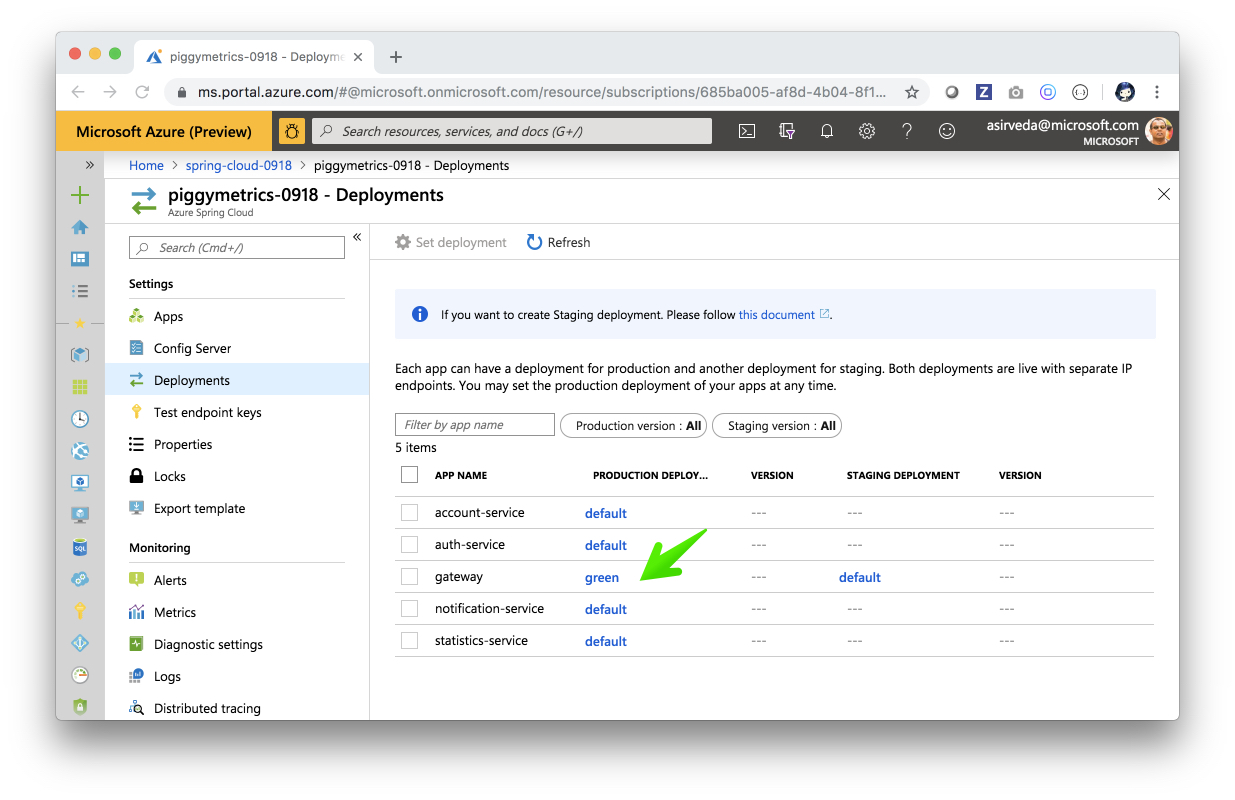 piggymetrics-0918 - Deployme
ms.portal.azure.com/#@microsoft.onmicrosoft.com/resource/subscriptions/685ba005-af8d-4b04-8f1...
Microsoft Azure (Preview)
Search resources, services, and docs (G+/)
asirveda@microsoft.com
MICROSOFT
Home > spring-cloud-0918 > piggymetrics-0918 - Deployments
piggymetrics-0918 - Deployments
Azure Spring Cloud
Search (Cmd+/)
Settings
Apps
Config Server
Deployments
Test endpoint keys
Properties
Locks
Export template
Monitoring
Alerts
Metrics
Diagnostic settings
Logs
Distributed tracing
Set deployment Refresh
If you want to create Staging deployment. Please follow this document.
Each app can have a deployment for production and another deployment for staging. Both deployments are live with separate IP
endpoints. You may set the production deployment of your apps at any time.
Filter by app name Production version : All Staging version : All
5 items
APP NAME PRODUCTION DEPLOY... VERSION STAGING DEPLOYMENT VERSION
account-service default --- --- ---
auth-service default --- --- ---
gateway green --- default ---
notification-service default --- --- ---
statistics-service default --- --- ---